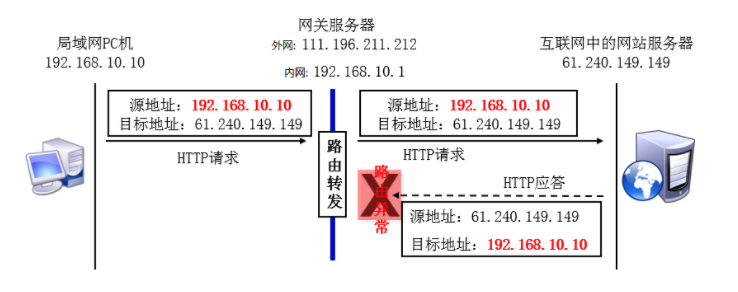 网关服务器
外网: 111.196.211.212
内网: 192.168.10.1
局域网PC机
192.168.10.10
互联网中的网站服务器
61.240.149.149
源地址: 192.168.10.10
目标地址: 61.240.149.149
HTTP请求
路由转发
源地址: 192.168.10.10
目标地址: 61.240.149.149
HTTP请求
路由异常
HTTP应答
源地址: 61.240.149.149
目标地址: 192.168.10.10